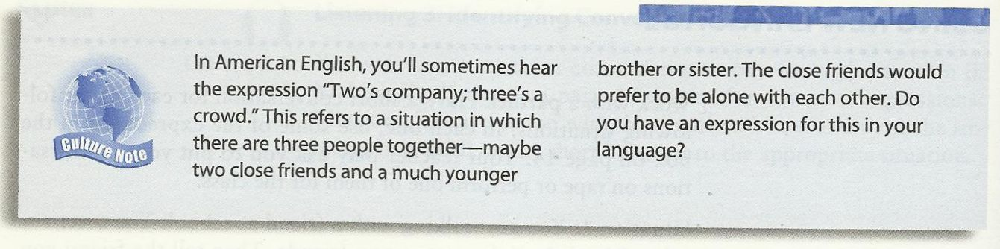 Culture Note
In American English, you'll sometimes hear
the expression "Two's company; three's a
crowd." This refers to a situation in which
there are three people together—maybe
two close friends and a much younger
brother or sister. The close friends would
prefer to be alone with each other. Do
you have an expression for this in your
language?